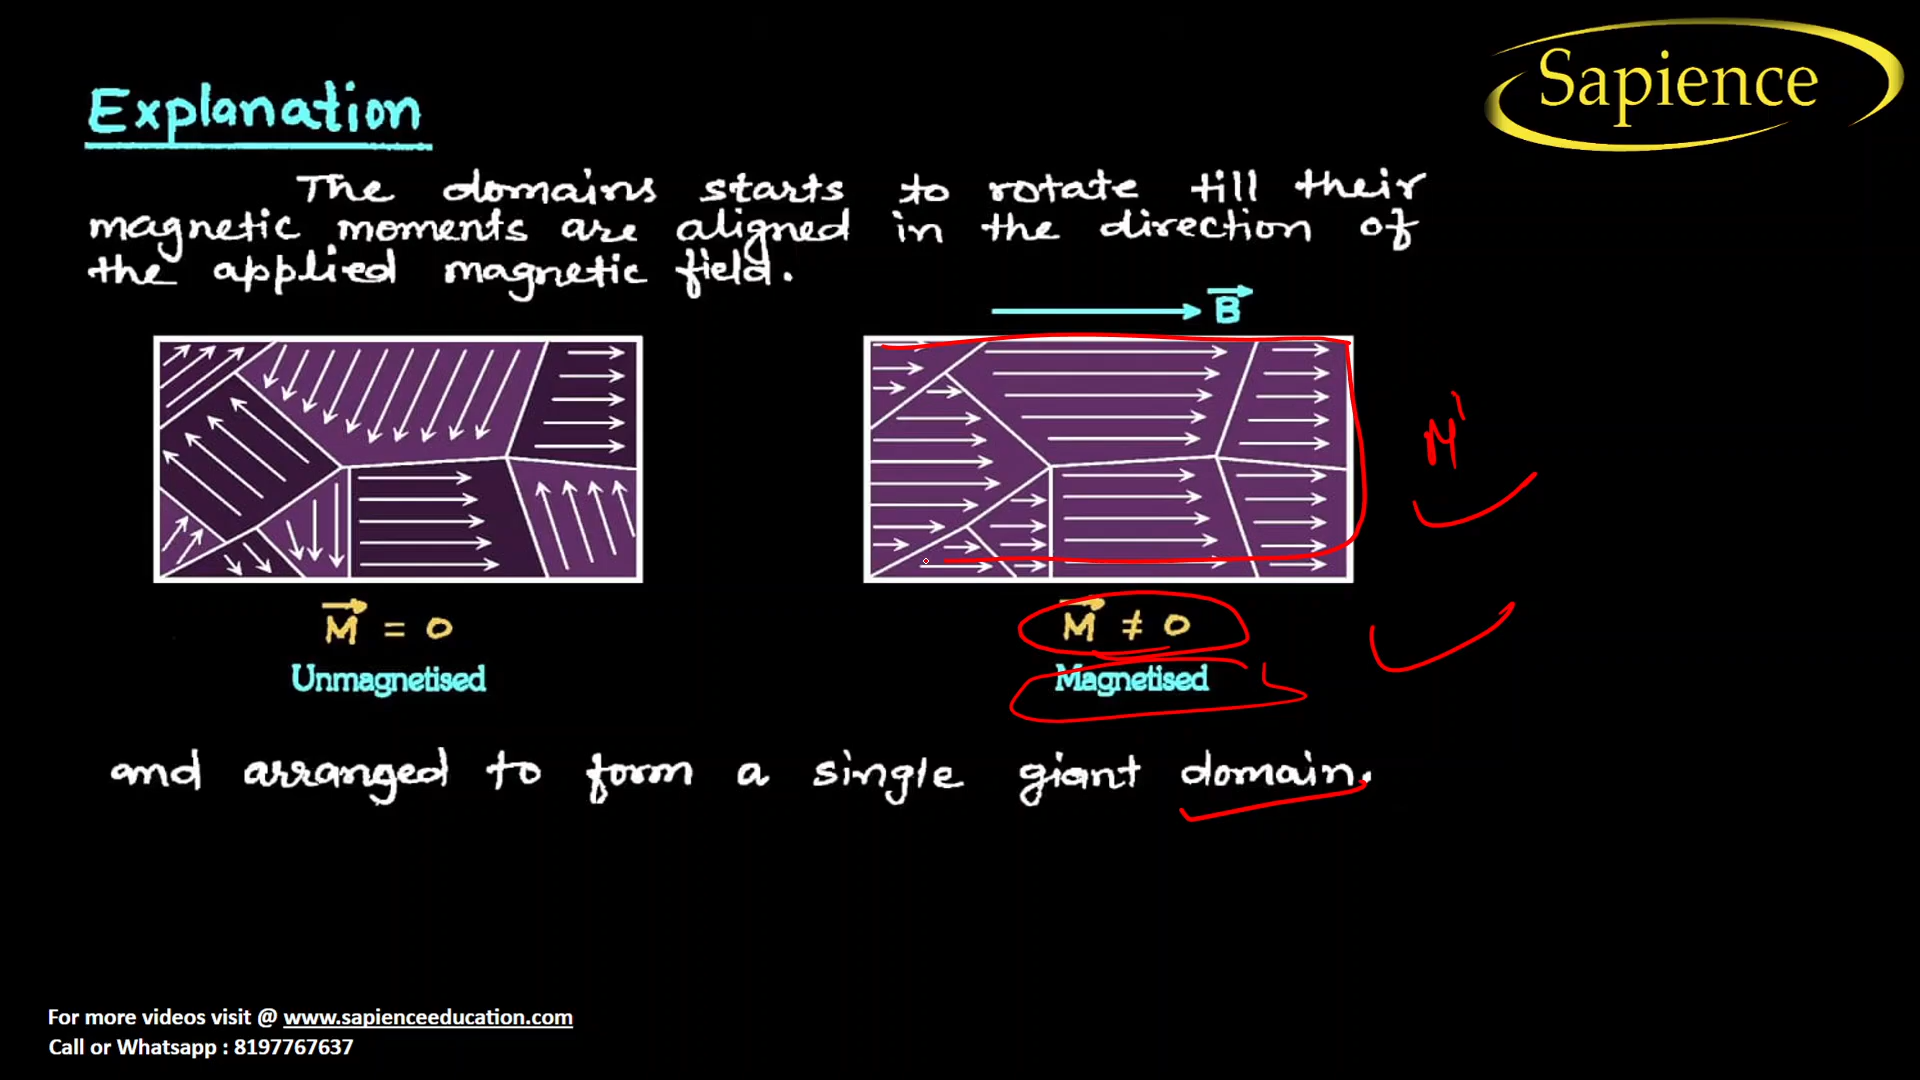 Sapience
Explanation
The domains starts to rotate till their
magnetic moments are aligned in the direction of
the applied magnetic field.
B
M'
M = 0
M ≠ 0
Unmagnetised
Magnetised
and arranged to form a single giant domain.
For more videos visit @ www.sapienceeducation.com
Call or Whatsapp : 8197767637